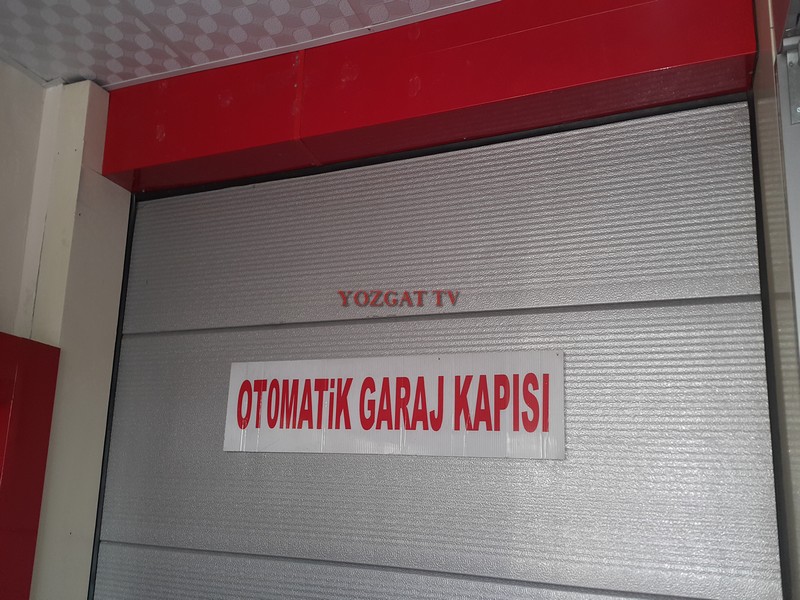 YOZGAT TV
OTOMATiK GARAJ KAPISI